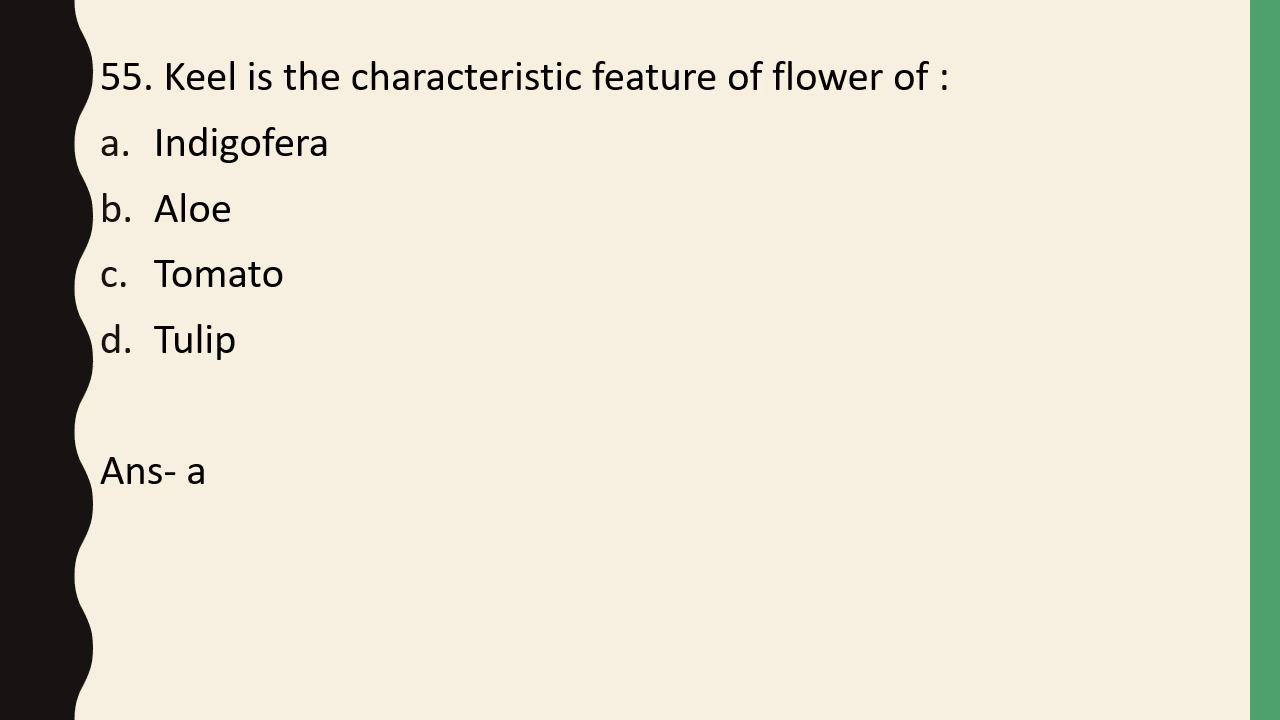 55. Keel is the characteristic feature of flower of :
a. Indigofera
b. Aloe
c. Tomato
d. Tulip
Ans- a